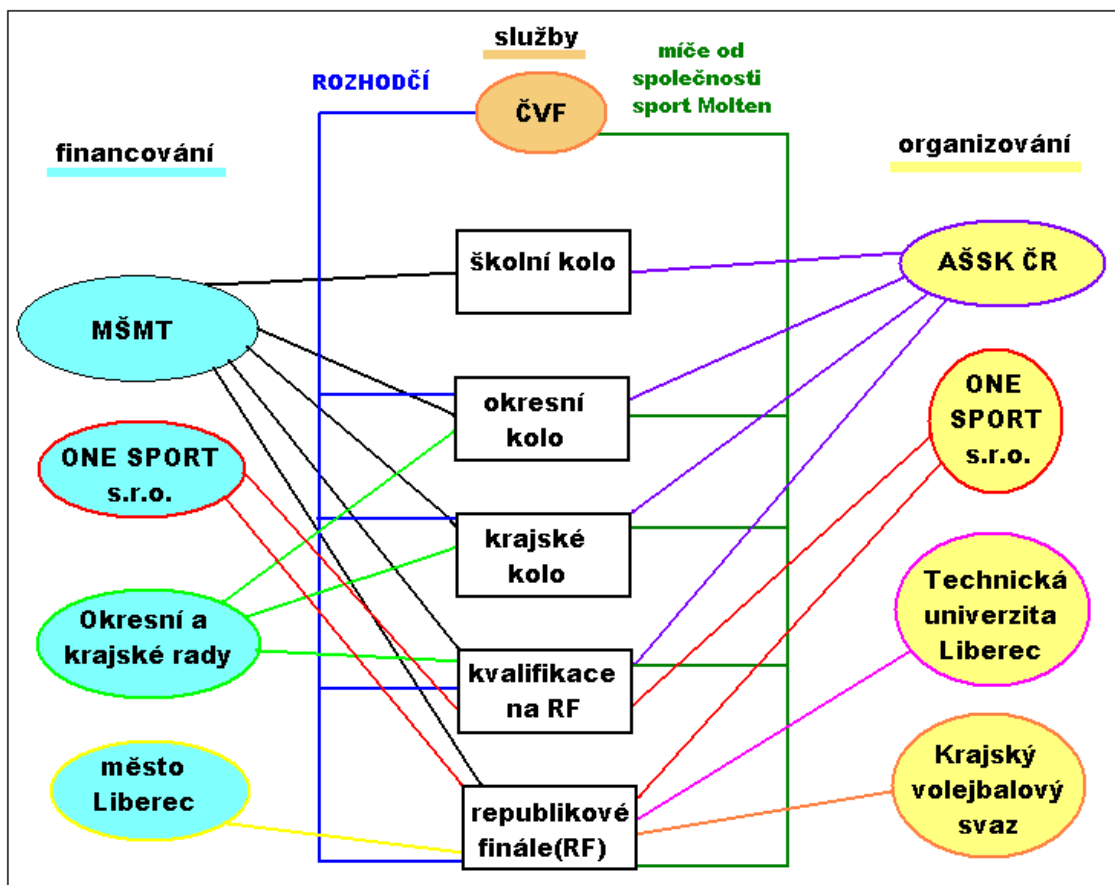 služby
ROZHODČÍ
ČVF
míče od
společnosti
sport Molten
financování
organizování
školní kolo
AŠSK ČR
MŠMT
okresní
kolo
ONE
SPORT
s.r.o.
ONE SPORT
s.r.o.
krajské
kolo
Technická
univerzita
Liberec
Okresní a
krajské rady
kvalifikace
na RF
město
Liberec
republikové
finále(RF)
Krajský
volejbalový
svaz